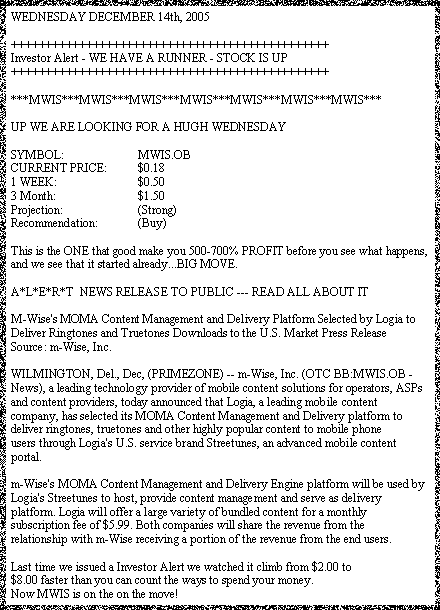 WEDNESDAY DECEMBER 14th, 2005
++++++++++++++++++++++++++++++++++++++++++++
Investor Alert - WE HAVE A RUNNER - STOCK IS UP
++++++++++++++++++++++++++++++++++++++++++++
***MWIS***MWIS***MWIS***MWIS***MWIS***MWIS***MWIS***
UP WE ARE LOOKING FOR A HUGH WEDNESDAY
SYMBOL: MWIS.OB
CURRENT PRICE: $0.18
1 WEEK: $0.50
3 Month: $1.50
Projection: (Strong)
Recommendation: (Buy)
This is the ONE that good make you 500-700% PROFIT before you see what happens,
and we see that it started already...BIG MOVE.
A*L*E*R*T NEWS RELEASE TO PUBLIC --- READ ALL ABOUT IT
M-Wise's MOMA Content Management and Delivery Platform Selected by Logia to
Deliver Ringtones and Truetones Downloads to the U.S. Market Press Release
Source: m-Wise, Inc.
WILMINGTON, Del., Dec, (PRIMEZONE) -- m-Wise, Inc. (OTC BB:MWIS.OB -
News), a leading technology provider of mobile content solutions for operators, ASPs
and content providers, today announced that Logia, a leading mobile content
company, has selected its MOMA Content Management and Delivery platform to
deliver ringtones, truetones and other highly popular content to mobile phone
users through Logia's U.S. service brand Streetunes, an advanced mobile content
portal.
m-Wise's MOMA Content Management and Delivery Engine platform will be used by
Logia's Streetunes to host, provide content management and serve as delivery
platform. Logia will offer a large variety of bundled content for a monthly
subscription fee of $5.99. Both companies will share the revenue from the
relationship with m-Wise receiving a portion of the revenue from the end users.
Last time we issued a Investor Alert we watched it climb from $2.00 to
$8.00 faster than you can count the ways to spend your money.
Now MWIS is on the on the move!